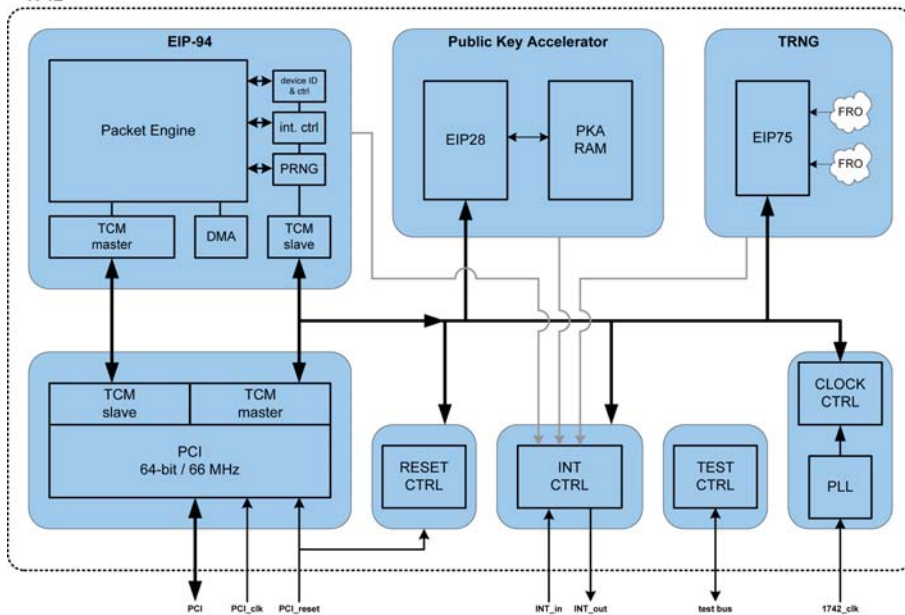 EIP-94
Public Key Accelerator
TRNG
device ID
& ctrl
Packet Engine
int. ctrl
PRNG
TCM
master
DMA
TCM
slave
EIP28
PKA
RAM
EIP75
FRO
FRO
TCM
slave
TCM
master
PCI
64-bit / 66 MHz
RESET
CTRL
INT
CTRL
TEST
CTRL
CLOCK
CTRL
PLL
PCI
PCI_clk
PCI_reset
INT_in
INT_out
test bus
1742_clk